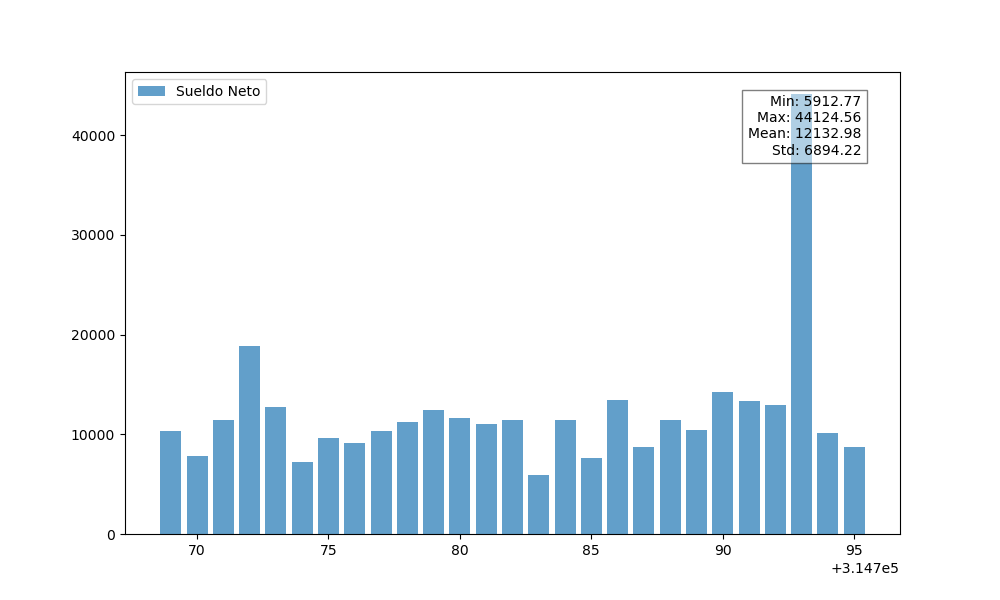 Sueldo Neto
Min: 5912.77
Max: 44124.56
Mean: 12132.98
Std: 6894.22
40000
30000
20000
10000
0
70 75 80 85 90 95
+3.147e5